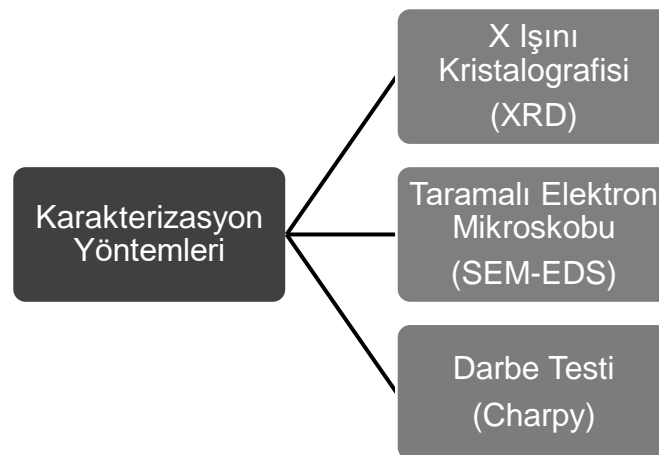 X Işını
Kristalografisi
(XRD)
Karakterizasyon
Yöntemleri
Taramalı Elektron
Mikroskobu
(SEM-EDS)
Darbe Testi
(Charpy)